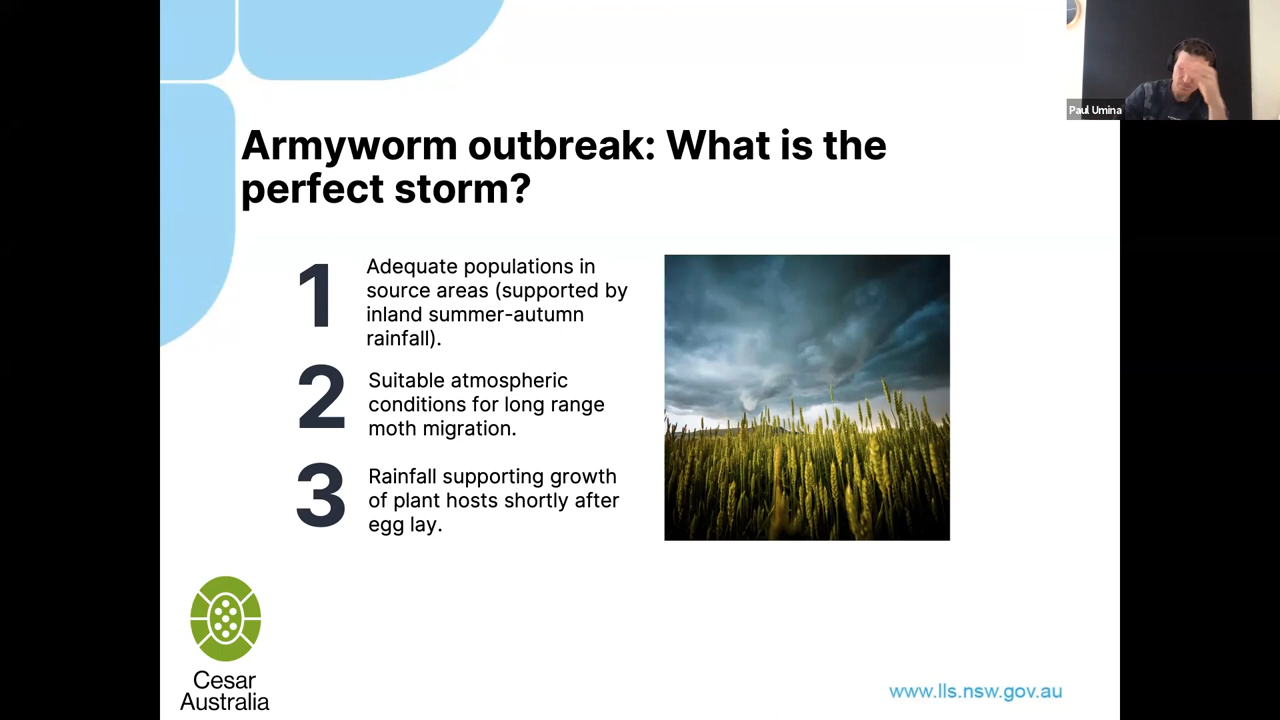 Paul Umina
Armyworm outbreak: What is the
perfect storm?
1
Adequate populations in
source areas (supported by
inland summer-autumn
rainfall).
2
Suitable atmospheric
conditions for long range
moth migration.
3
Rainfall supporting growth
of plant hosts shortly after
egg lay.
Cesar
Australia
www.lls.nsw.gov.au